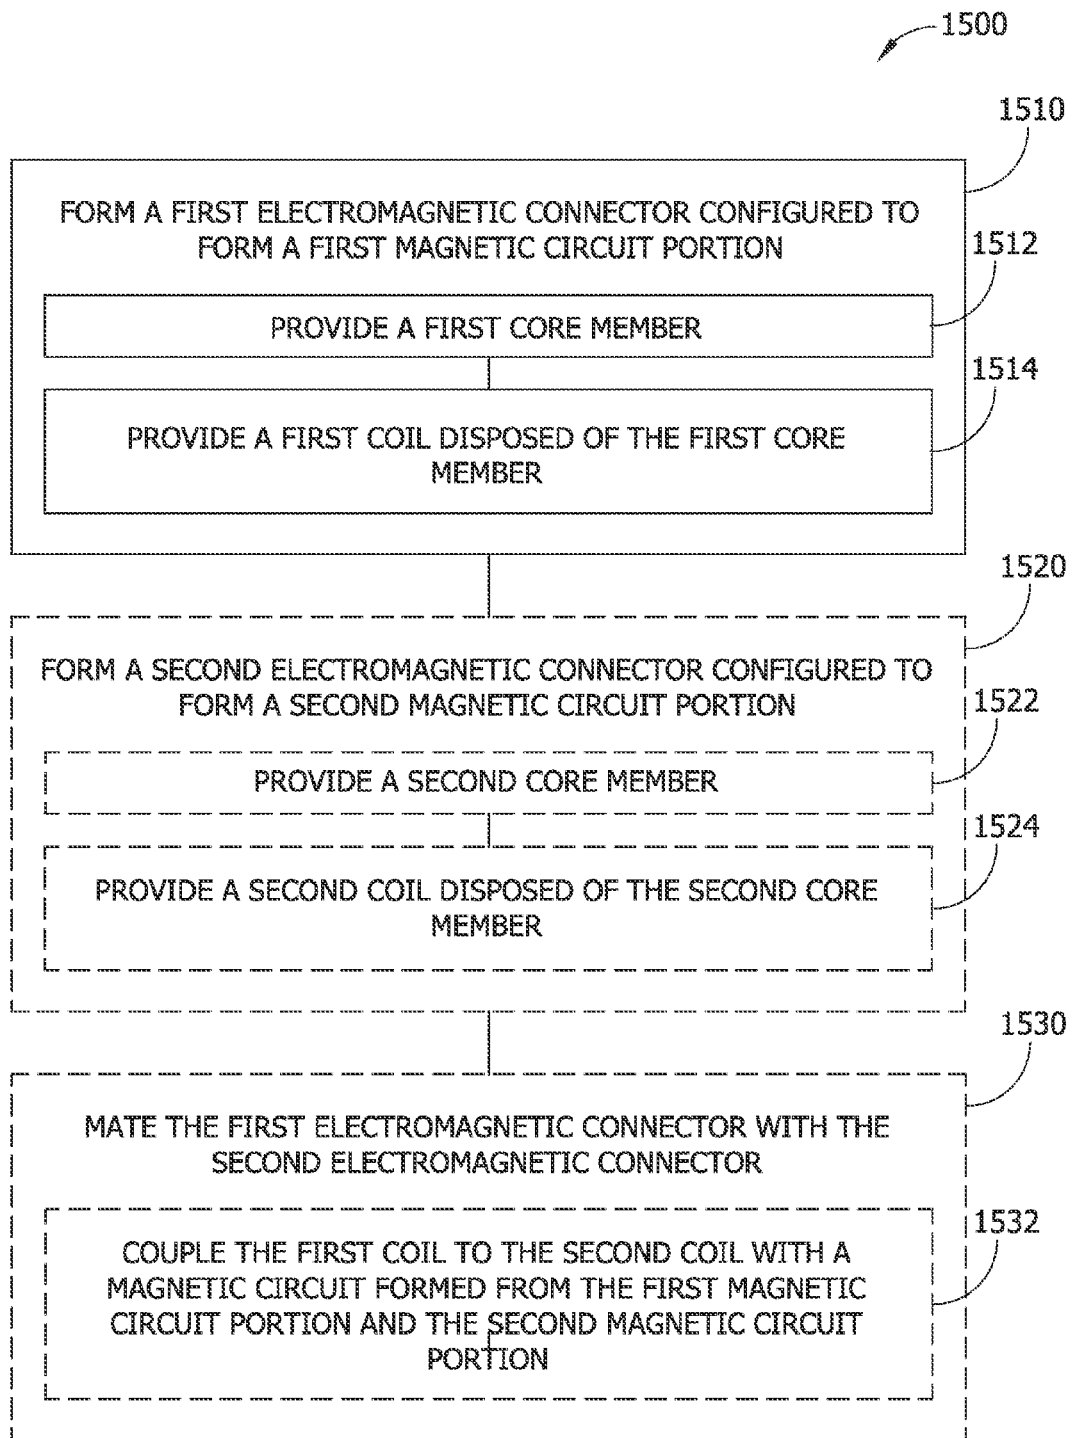 1500
1510
FORM A FIRST ELECTROMAGNETIC CONNECTOR CONFIGURED TO
FORM A FIRST MAGNETIC CIRCUIT PORTION
1512
PROVIDE A FIRST CORE MEMBER
1514
PROVIDE A FIRST COIL DISPOSED OF THE FIRST CORE
MEMBER
1520
FORM A SECOND ELECTROMAGNETIC CONNECTOR CONFIGURED TO
FORM A SECOND MAGNETIC CIRCUIT PORTION
1522
PROVIDE A SECOND CORE MEMBER
1524
PROVIDE A SECOND COIL DISPOSED OF THE SECOND CORE
MEMBER
1530
MATE THE FIRST ELECTROMAGNETIC CONNECTOR WITH THE
SECOND ELECTROMAGNETIC CONNECTOR
1532
COUPLE THE FIRST COIL TO THE SECOND COIL WITH A
MAGNETIC CIRCUIT FORMED FROM THE FIRST MAGNETIC
CIRCUIT PORTION AND THE SECOND MAGNETIC CIRCUIT
PORTION